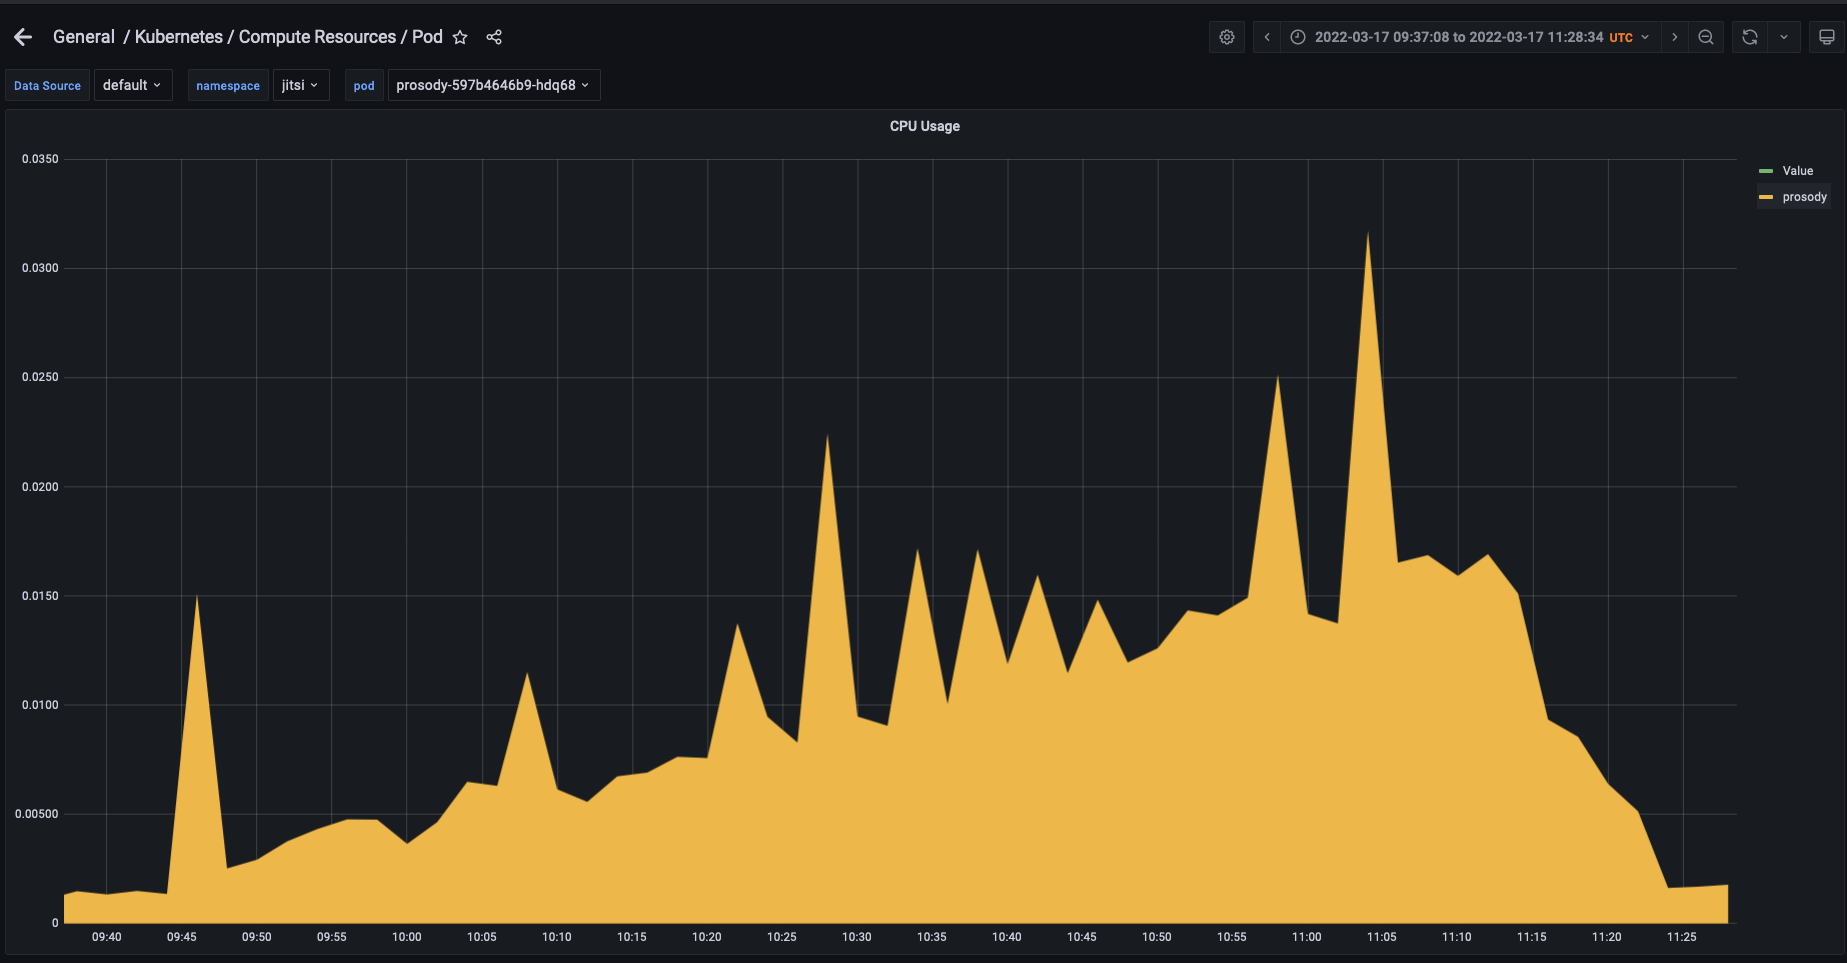 General / Kubernetes / Compute Resources / Pod
2022-03-17 09:37:08 to 2022-03-17 11:28:34 UTC
Data Source default namespace jitsi pod prosody-597b4646b9-hdq68
CPU Usage
0.0350
0.0300
0.0250
0.0200
0.0150
0.0100
0.00500
0
09:40 09:45 09:50 09:55 10:00 10:05 10:10 10:15 10:20 10:25 10:30 10:35 10:40 10:45 10:50 10:55 11:00 11:05 11:10 11:15 11:20 11:25
Value
prosody